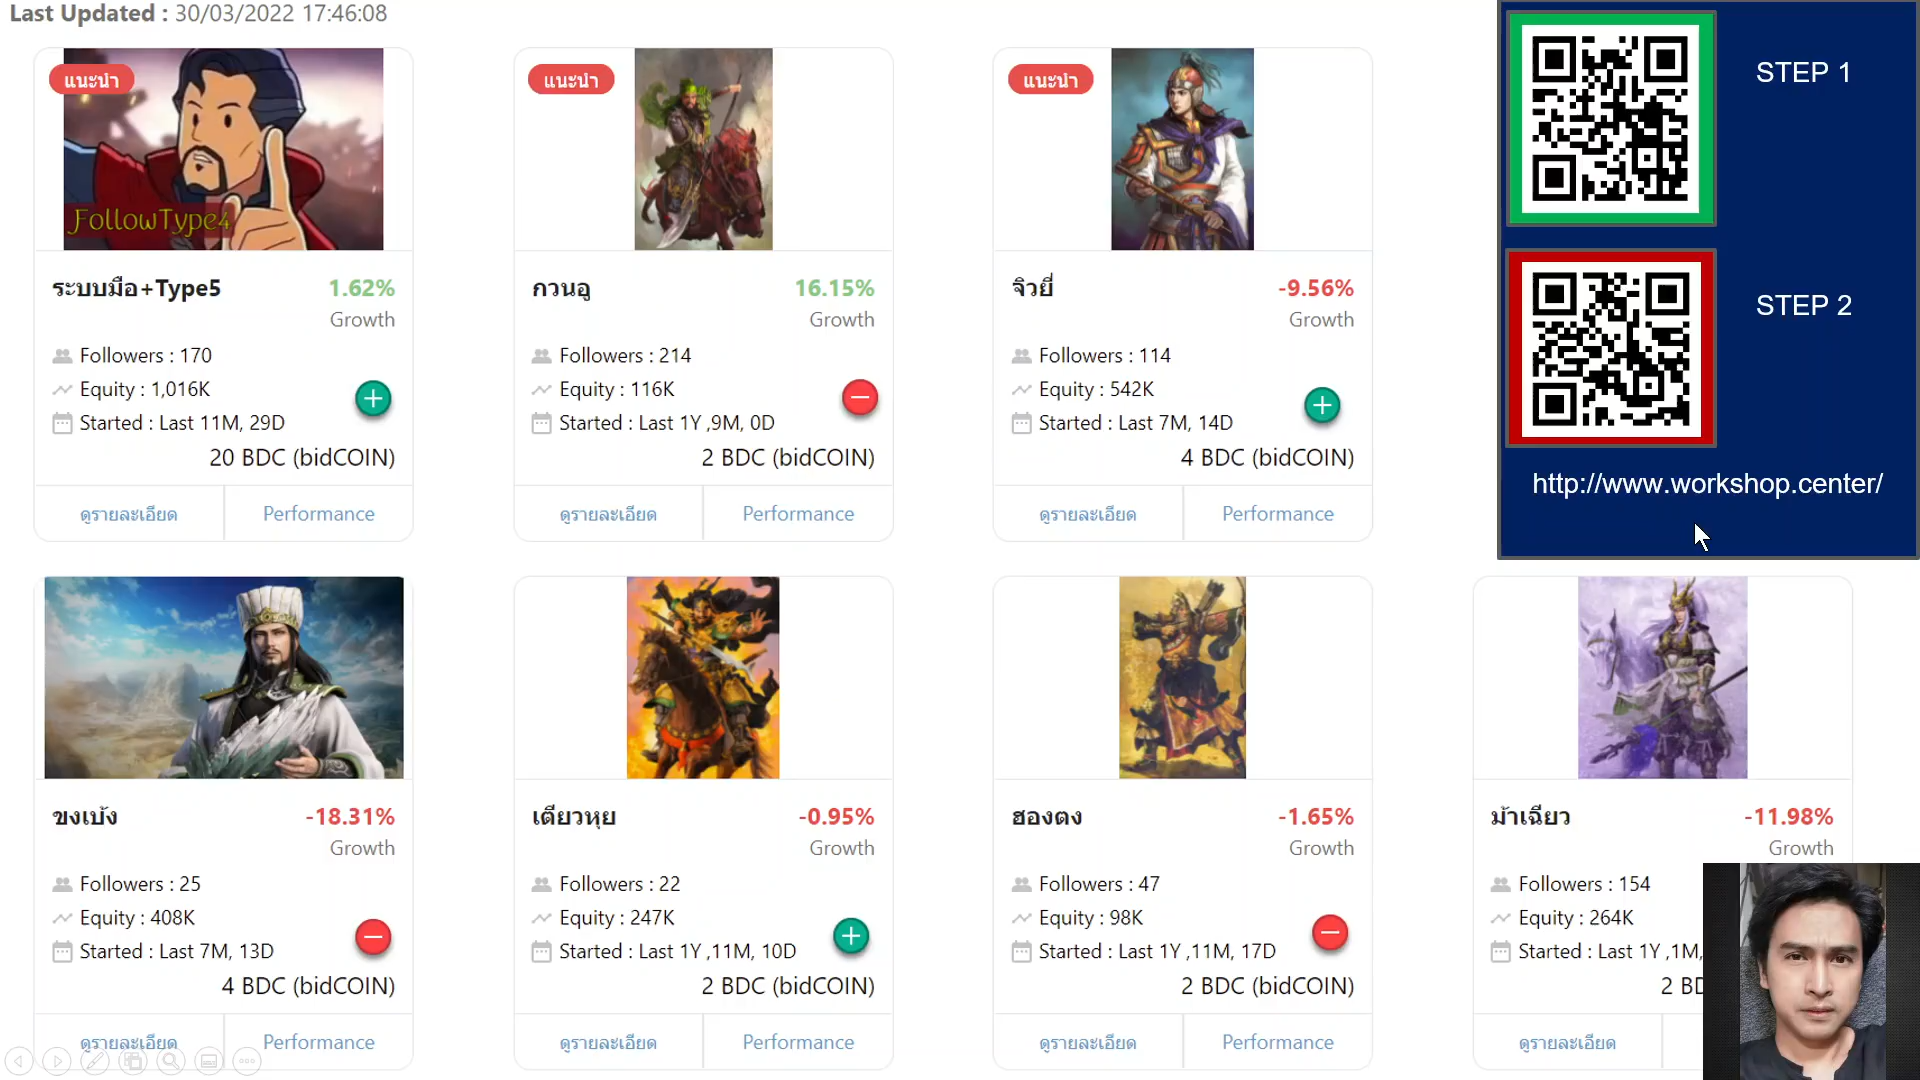 Last Updated : 30/03/2022 17:46:08
แนะนำ
FollowType4
ระบบมือ+Type5
1.62%
Growth
Followers : 170
Equity : 1,016K
Started : Last 11M, 29D
20 BDC (bidCOIN)
ดูรายละเอียด
Performance
แนะนำ
กวนอู
16.15%
Growth
Followers : 214
Equity : 116K
Started : Last 1Y ,9M, 0D
2 BDC (bidCOIN)
ดูรายละเอียด
Performance
แนะนำ
จิวยี่
-9.56%
Growth
Followers : 114
Equity : 542K
Started : Last 7M, 14D
4 BDC (bidCOIN)
ดูรายละเอียด
Performance
STEP 1
STEP 2
http://www.workshop.center/
ขงเบ้ง
-18.31%
Growth
Followers : 25
Equity : 408K
Started : Last 7M, 13D
4 BDC (bidCOIN)
ดูรายละเอียด
Performance
เตียวหุย
-0.95%
Growth
Followers : 22
Equity : 247K
Started : Last 1Y ,11M, 10D
2 BDC (bidCOIN)
ดูรายละเอียด
Performance
ฮองตง
-1.65%
Growth
Followers : 47
Equity : 98K
Started : Last 1Y ,11M, 17D
2 BDC (bidCOIN)
ดูรายละเอียด
Performance
ม้าเฉียว
-11.98%
Growth
Followers : 154
Equity : 264K
Started : Last 1Y ,1M,
2 BD
ดูรายละเอียด